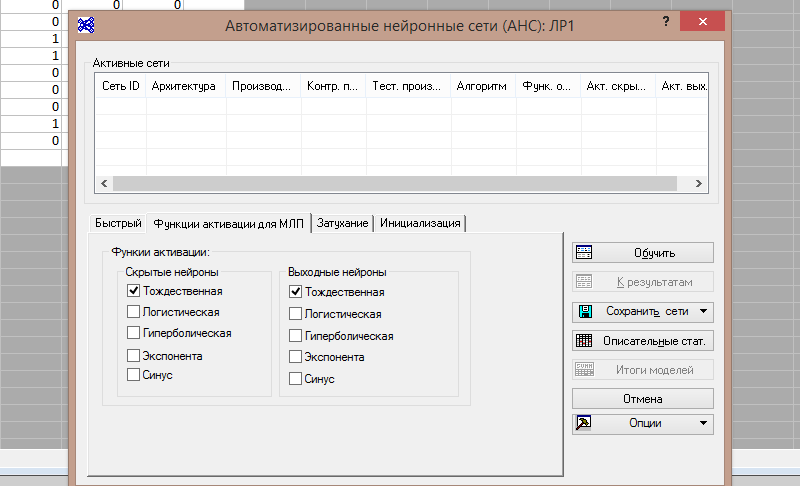 0 0 0
0
1
1
0
0
0
1
0
Автоматизированные нейронные сети (АНС): ЛР1
?
Активные сети
Сеть ID Архитектура Производ... Контр. п... Тест. произ... Алгоритм Функ. о... Акт. скры... Акт. вых.
Быстрый Функции активации для МЛП Затухание Инициализация
Функии активации:
Скрытые нейроны Выходные нейроны
Тождественная Тождественная
Логистическая Логистическая
Гиперболическая Гиперболическая
Экспонента Экспонента
Синус Синус
Обучить
К результатам
Сохранить сети
Описательные стат.
Итоги моделей
Отмена
Опции